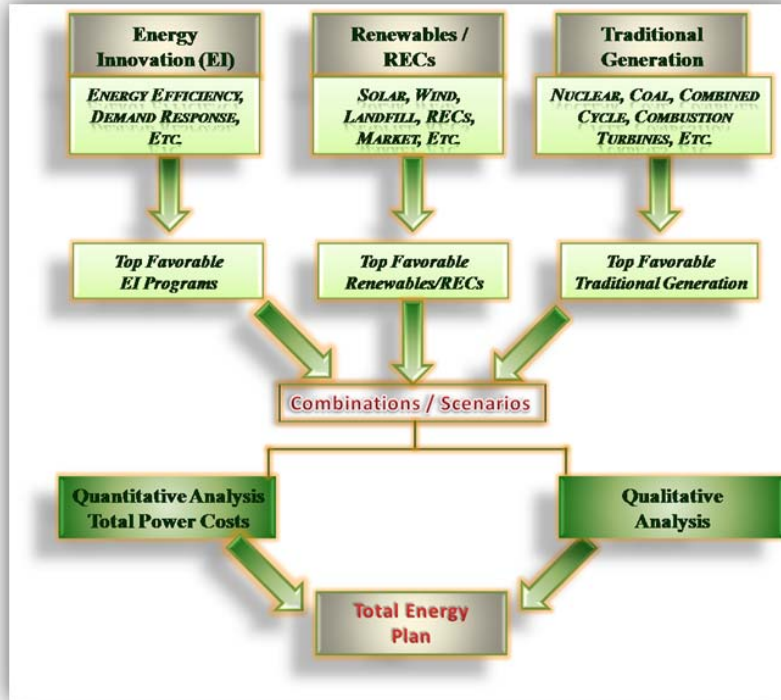 Energy
Innovation (EI)
ENERGY EFFICIENCY,
DEMAND RESPONSE,
ETC.
Renewables /
RECs
SOLAR, WIND,
LANDFILL, RECS,
MARKET, ETC.
Traditional
Generation
NUCLEAR, COAL, COMBINED
CYCLE, COMBUSTION
TURBINES, ETC.
Top Favorable
EI Programs
Top Favorable
Renewables/RECs
Top Favorable
Traditional Generation
Combinations / Scenarios
Quantitative Analysis
Total Power Costs
Qualitative
Analysis
Total Energy
Plan